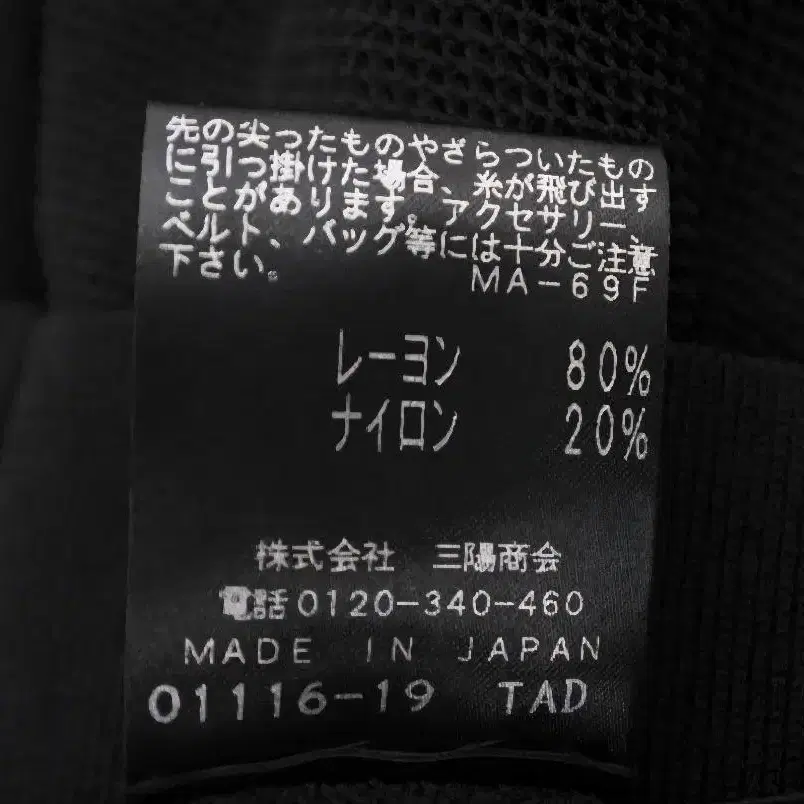 先の尖ったものやざらついたもの
に引っ掛けた場合、糸が飛び出す
ことがあります。アクセサリー、
ベルト、バッグ等には十分ご注意
下さい。
MA-69F
レーヨン 80%
ナイロン 20%
株式会社 三陽商会
電話0120-340-460
MADE IN JAPAN
01116-19 TAD